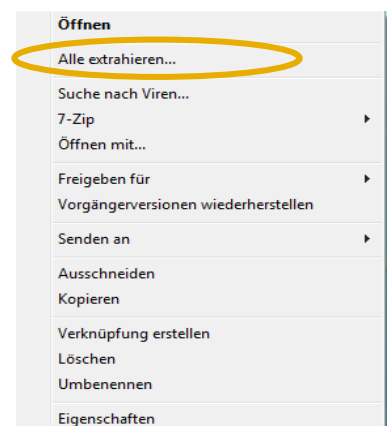 Öffnen
Alle extrahieren...
Suche nach Viren...
7-Zip
Öffnen mit...
Freigeben für
Vorgängerversionen wiederherstellen
Senden an
Ausschneiden
Kopieren
Verknüpfung erstellen
Löschen
Umbenennen
Eigenschaften